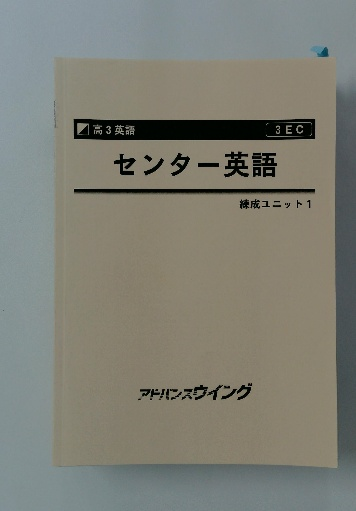 高3英語 3EC
センター英語
練成ユニット1
アドバンスウイング